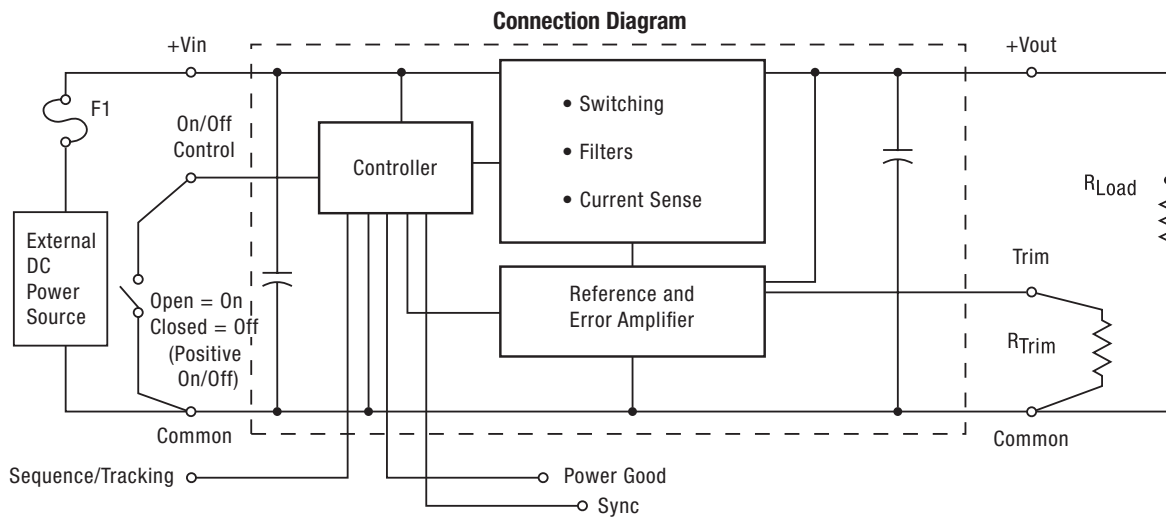 Connection Diagram
+Vin
+Vout
F1
On/Off
Control
Controller
• Switching
• Filters
• Current Sense
RLoad
External
DC
Power
Source
Open = On
Closed = Off
(Positive
On/Off)
Reference and
Error Amplifier
Trim
RTrim
Common
Common
Sequence/Tracking
Power Good
Sync